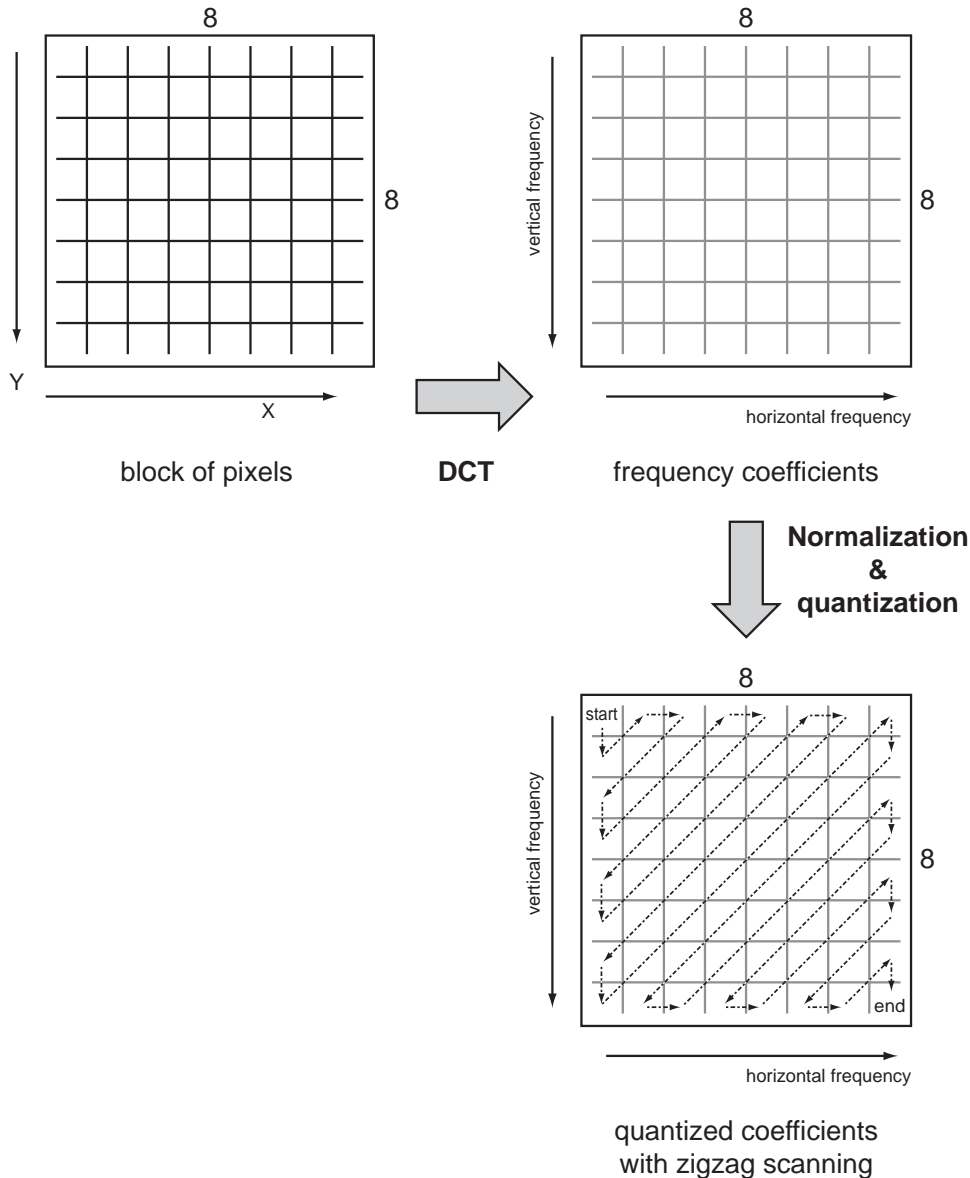 8
8
Y
X
block of pixels
DCT
vertical frequency
8
horizontal frequency
frequency coefficients
Normalization
&
quantization
8
start
vertical frequency
8
end
horizontal frequency
quantized coefficients
with zigzag scanning